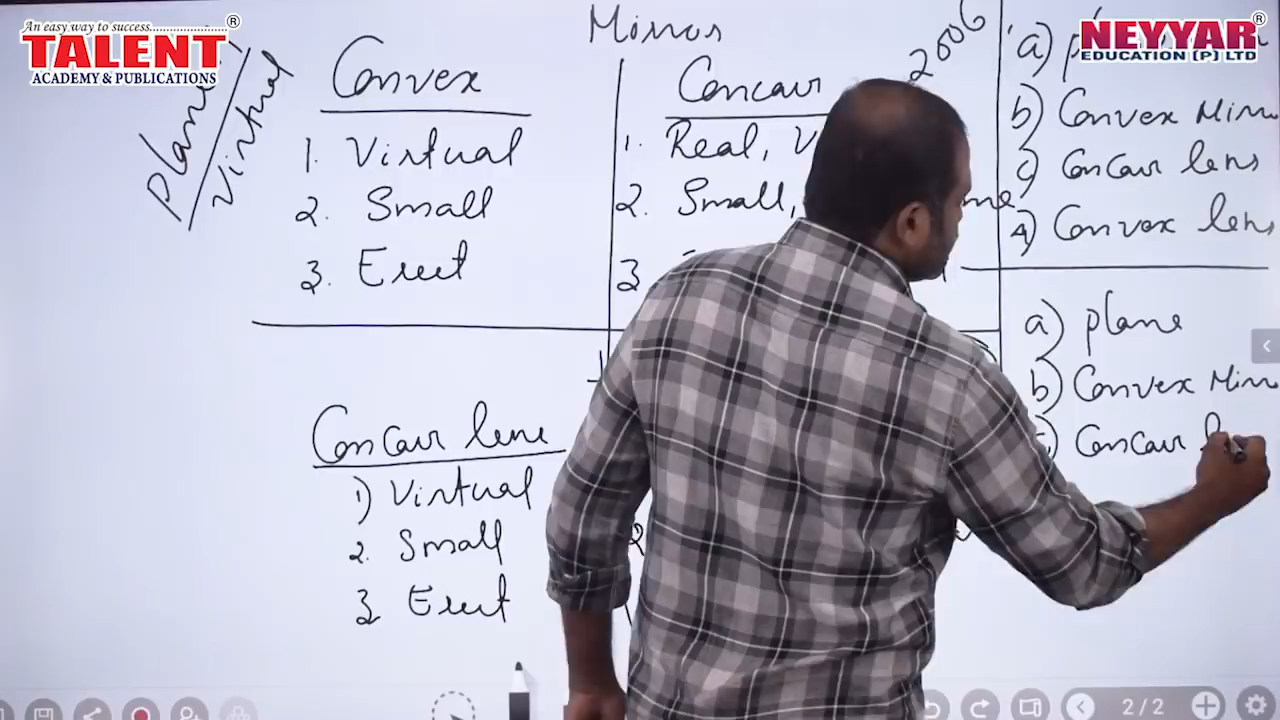 An easy way to success...................
TALENT®
ACADEMY & PUBLICATIONS
NEYYAR®
EDUCATION (P) LTD
Mirror
Plane
Virtual
Convex
1. Virtual
2. Small
3. Erect
Concave
1. Real, V
2. Small,
3
2006
a) p
b) Convex Mirr
c) Concave lens
4) Convex lens
Concave lens
1) Virtual
2. Small
3 Erect
a) plane
b) Convex Mirr
Concave l
2/2